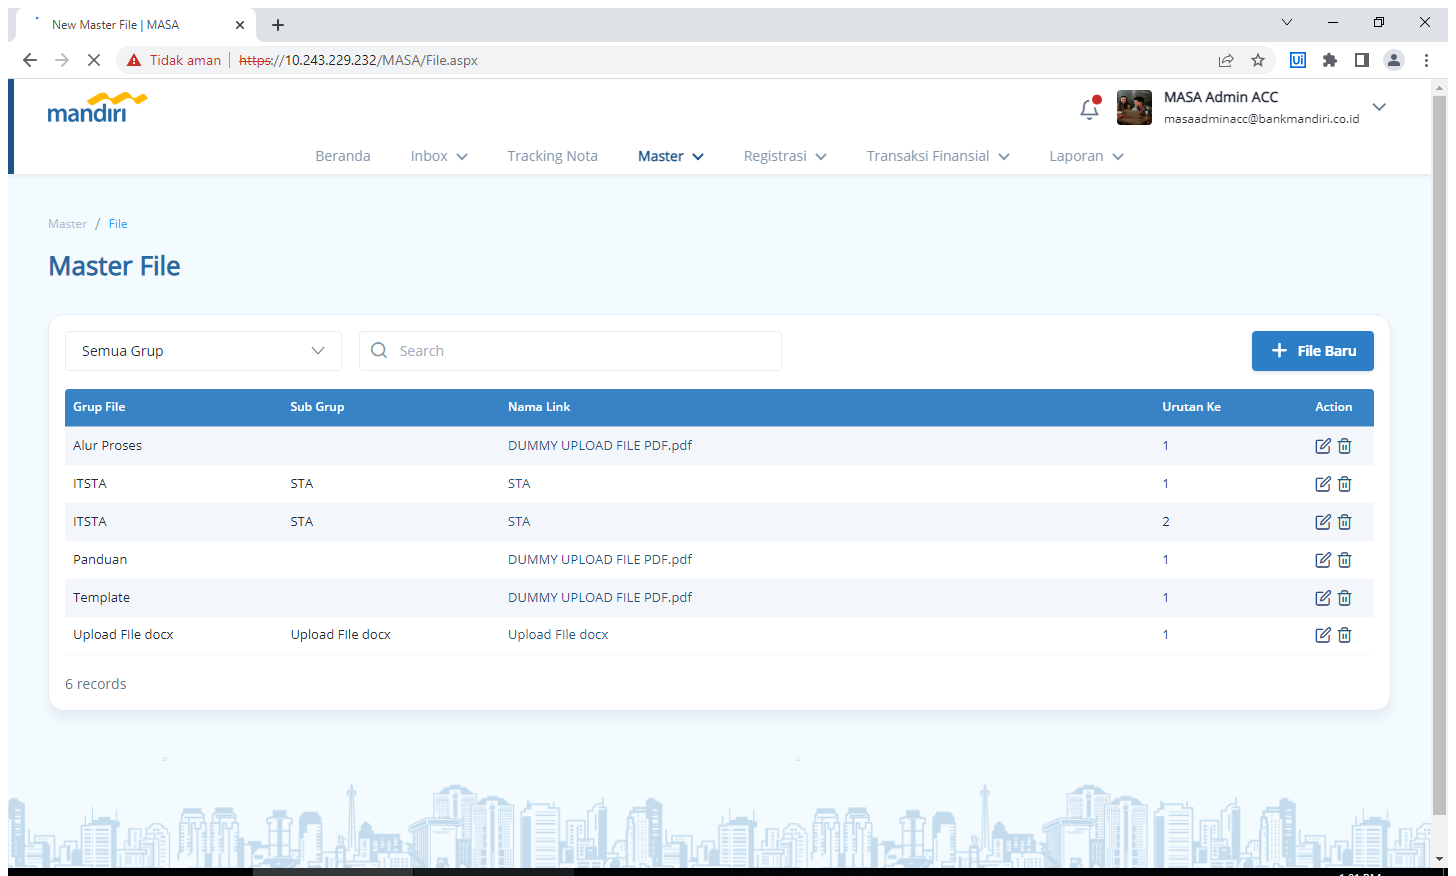 New Master File | MASA
Tidak aman
https://10.243.229.232/MASA/File.aspx
mandiri
MASA Admin ACC
masaadminacc@bankmandiri.co.id
Beranda Inbox Tracking Nota Master Registrasi Transaksi Finansial Laporan
Master / File
Master File
Semua Grup Search File Baru
Grup File Sub Grup Nama Link Urutan Ke Action
Alur Proses DUMMY UPLOAD FILE PDF.pdf 1
ITSTA STA STA 1
ITSTA STA STA 2
Panduan DUMMY UPLOAD FILE PDF.pdf 1
Template DUMMY UPLOAD FILE PDF.pdf 1
Upload FIle docx Upload FIle docx Upload FIle docx 1
6 records